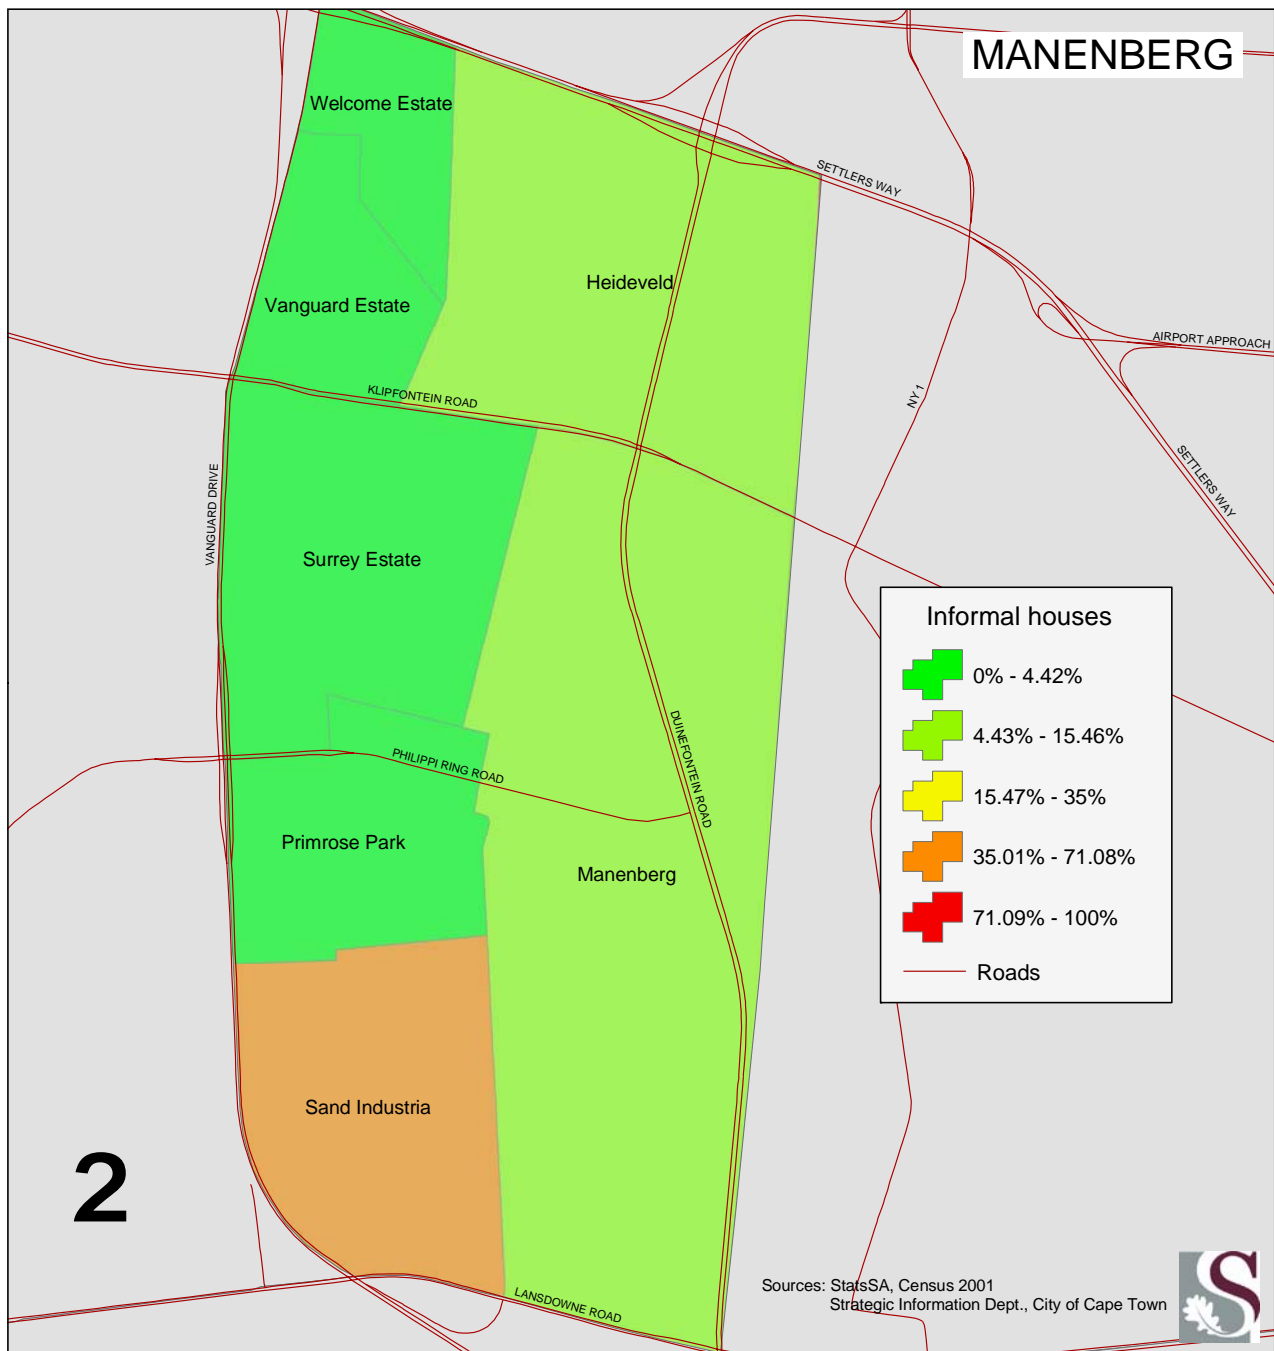 MANENBERG
Welcome Estate
SETTLERS WAY
Heideveld
Vanguard Estate
AIRPORT APPROACH
KLIPFONTEIN ROAD
NY 1
VANGUARD DRIVE
SETTLERS WAY
Surrey Estate
Informal houses
0% - 4.42%
4.43% - 15.46%
15.47% - 35%
35.01% - 71.08%
71.09% - 100%
Roads
PHILIPPI RING ROAD
DUINEFONTEIN ROAD
Primrose Park
Manenberg
Sand Industria
2
LANSDOWNE ROAD
Sources: StatsSA, Census 2001
Strategic Information Dept., City of Cape Town
S